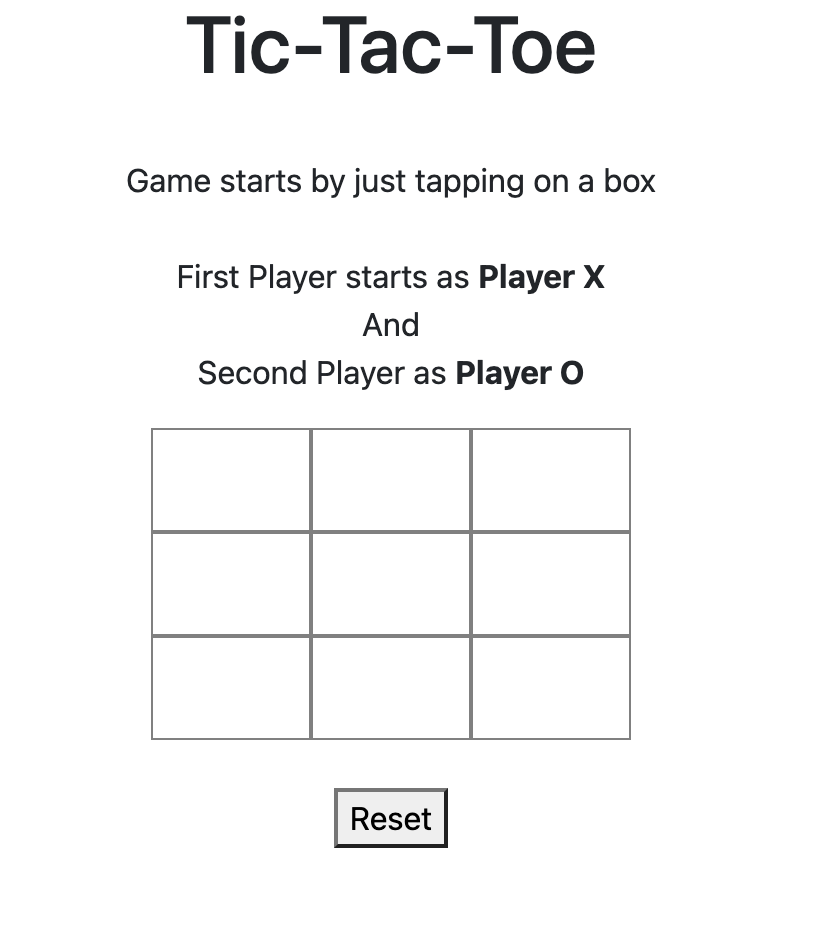 Tic-Tac-Toe
Game starts by just tapping on a box
First Player starts as Player X
And
Second Player as Player O
Reset